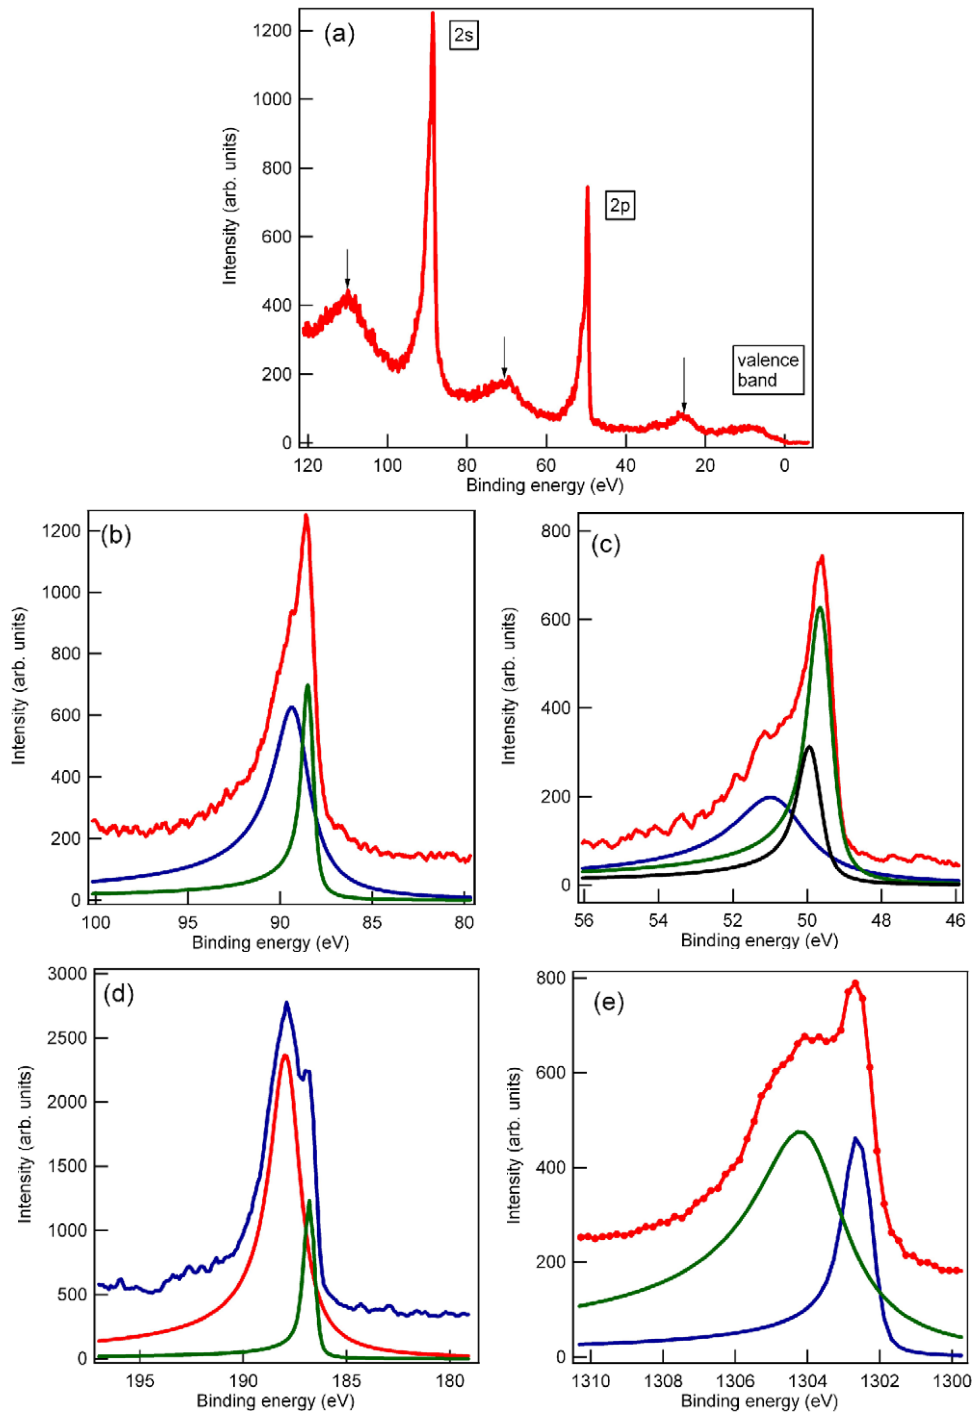 (a)
2s
2p
valence
band
Intensity (arb. units)
1200
1000
800
600
400
200
0
120 100 80 60 40 20 0
Binding energy (eV)
(b)
Intensity (arb. units)
1200
1000
800
600
400
200
0
100 95 90 85 80
Binding energy (eV)
(c)
Intensity (arb. units)
800
600
400
200
0
56 54 52 50 48 46
Binding energy (eV)
(d)
Intensity (arb. units)
3000
2500
2000
1500
1000
500
0
195 190 185 180
Binding energy (eV)
(e)
Intensity (arb. units)
800
600
400
200
0
1310 1308 1306 1304 1302 1300
Binding energy (eV)